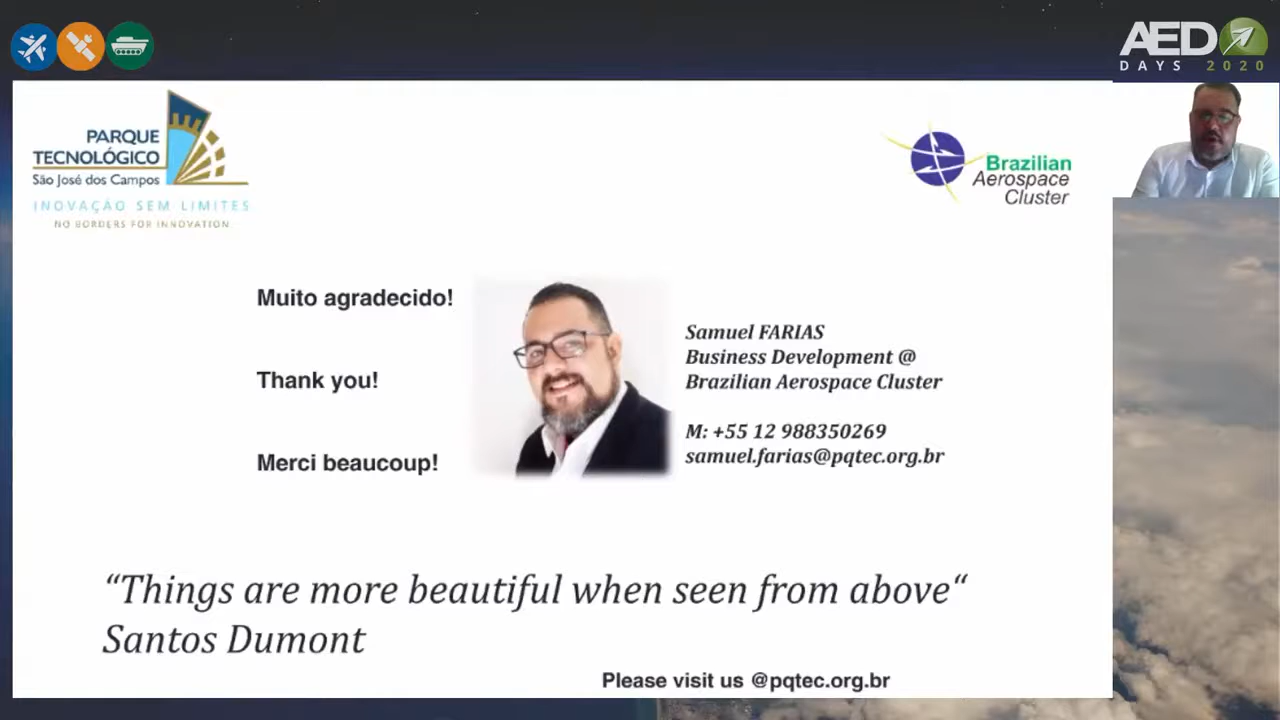 AED
DAYS 2020
PARQUE
TECNOLÓGICO
São José dos Campos
INOVAÇÃO SEM LIMITES
NO BORDERS FOR INNOVATION
Brazilian
Aerospace
Cluster
Muito agradecido!
Thank you!
Merci beaucoup!
Samuel FARIAS
Business Development @
Brazilian Aerospace Cluster
M: +55 12 988350269
samuel.farias@pqtec.org.br
“Things are more beautiful when seen from above“
Santos Dumont
Please visit us @pqtec.org.br